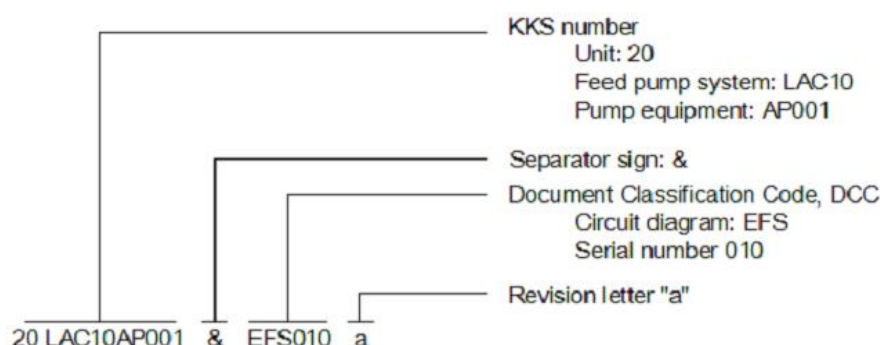 KKS number
Unit: 20
Feed pump system: LAC10
Pump equipment: AP001
Separator sign: &
Document Classification Code, DCC
Circuit diagram: EFS
Serial number 010
Revision letter "a"
20 LAC10AP001 & EFS010 a